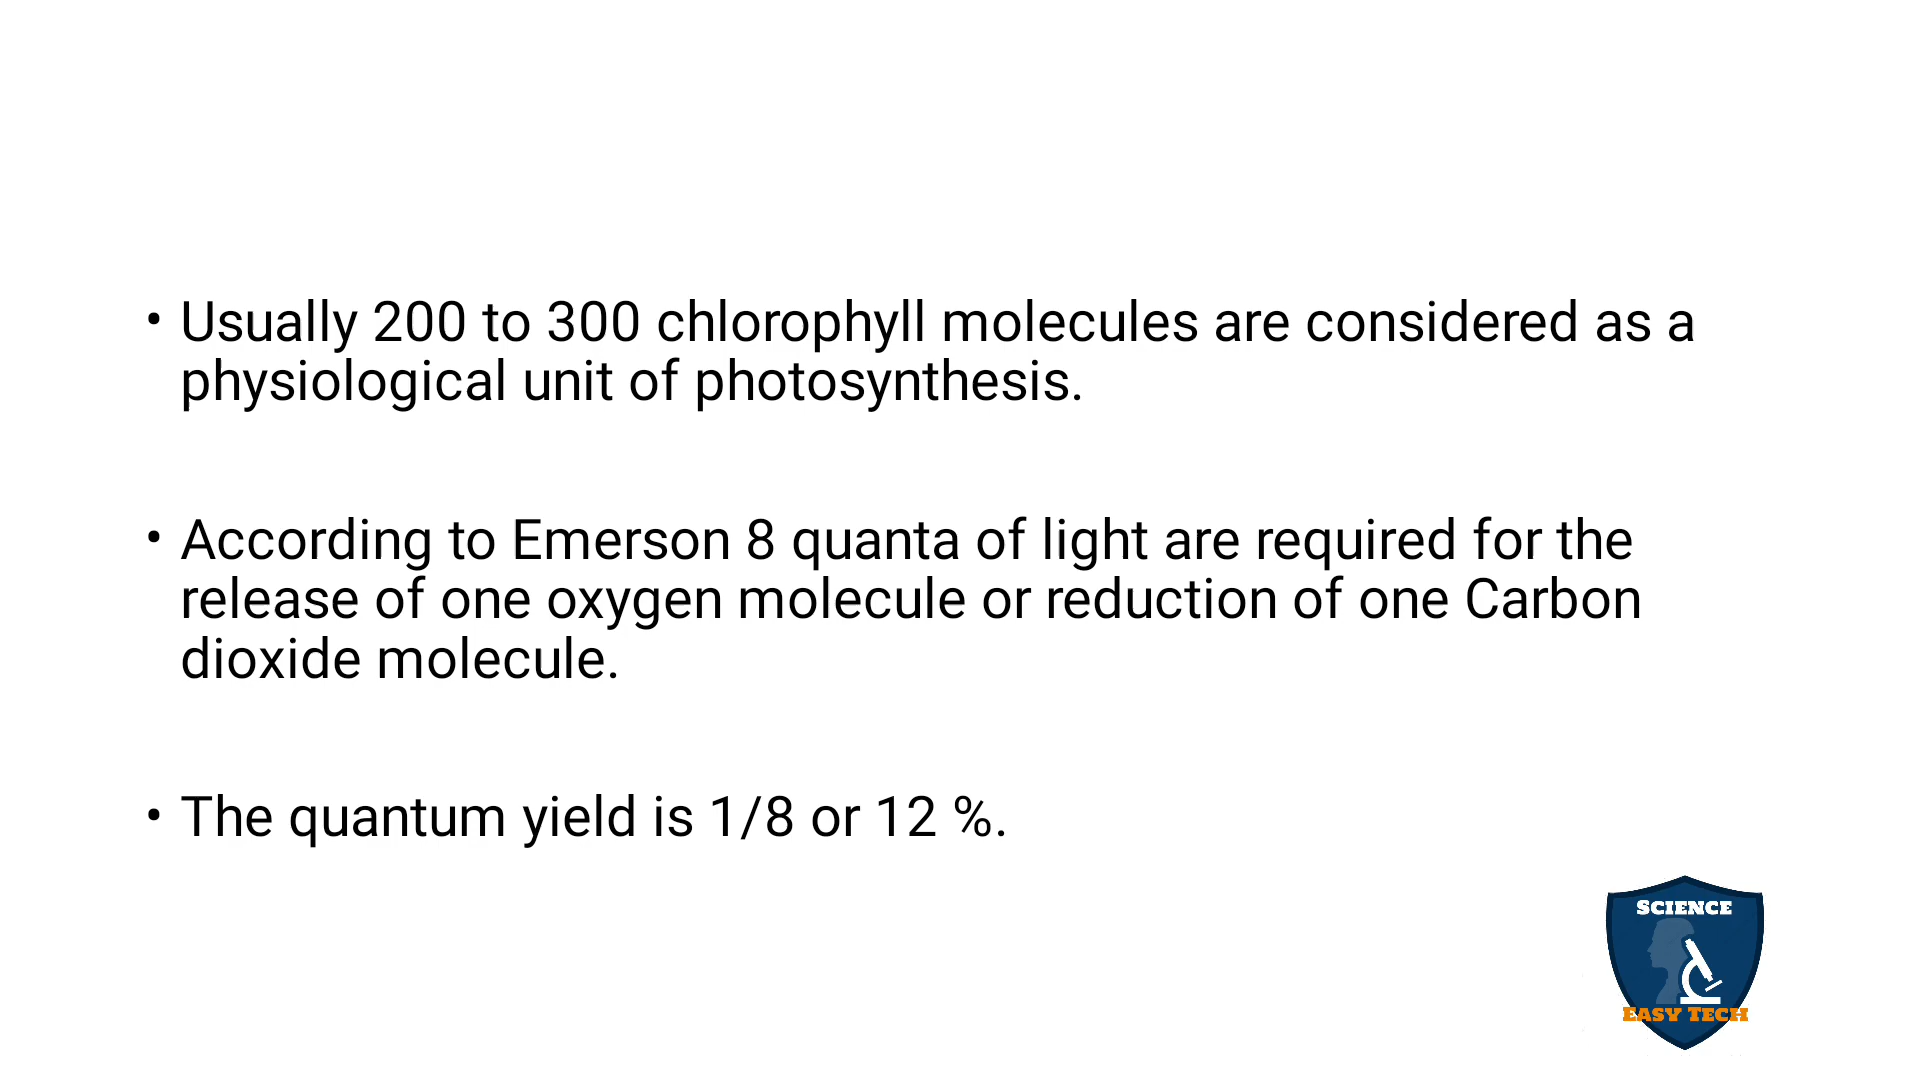 • Usually 200 to 300 chlorophyll molecules are considered as a
physiological unit of photosynthesis.
• According to Emerson 8 quanta of light are required for the
release of one oxygen molecule or reduction of one Carbon
dioxide molecule.
• The quantum yield is 1/8 or 12 %.
SCIENCE
EASY TECH